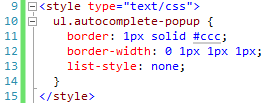 9 <style type="text/css">
10 ul.autocomplete-popup {
11 border: 1px solid #ccc;
12 border-width: 0 1px 1px 1px;
13 list-style: none;
14 }
15 </style>